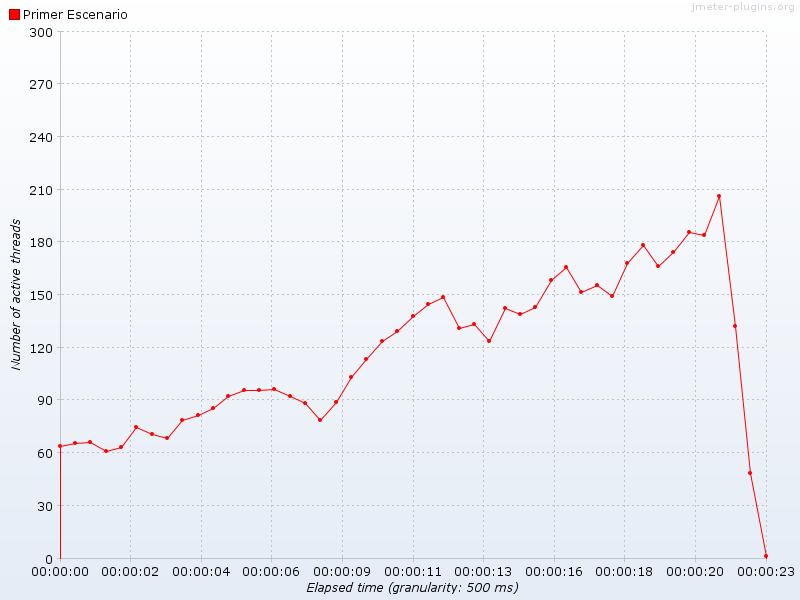 jmeter-plugins.org
Primer Escenario
300
270
240
210
180
150
120
90
60
30
0
Number of active threads
00:00:00 00:00:02 00:00:04 00:00:06 00:00:09 00:00:11 00:00:13 00:00:16 00:00:18 00:00:20 00:00:23
Elapsed time (granularity: 500 ms)